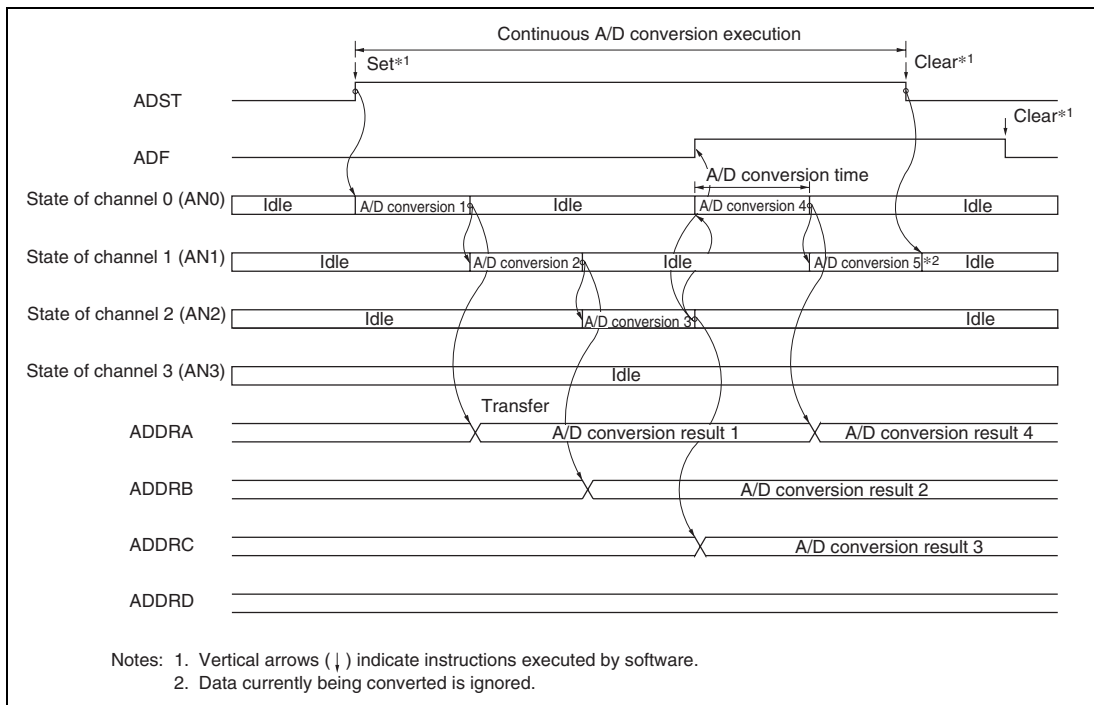 Continuous A/D conversion execution
Set*1
Clear*1
ADST
Clear*1
ADF
A/D conversion time
State of channel 0 (AN0)
Idle
A/D conversion 1
Idle
A/D conversion 4
Idle
State of channel 1 (AN1)
Idle
A/D conversion 2
Idle
A/D conversion 5
*2
Idle
State of channel 2 (AN2)
Idle
A/D conversion 3
Idle
State of channel 3 (AN3)
Idle
Transfer
ADDRA
A/D conversion result 1
A/D conversion result 4
ADDRB
A/D conversion result 2
ADDRC
A/D conversion result 3
ADDRD
Notes: 1. Vertical arrows (↓) indicate instructions executed by software.
2. Data currently being converted is ignored.